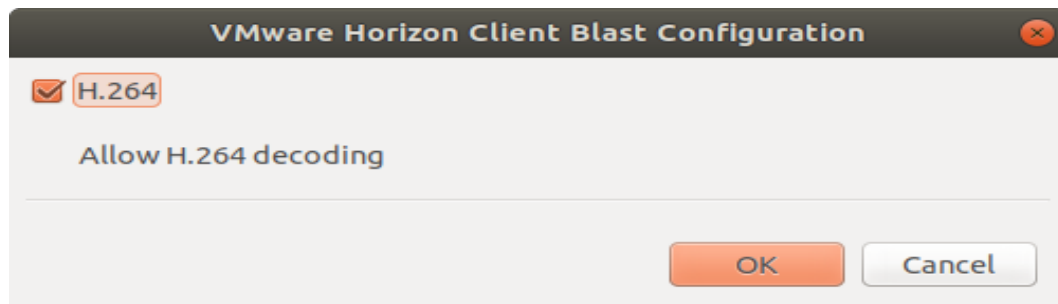 VMware Horizon Client Blast Configuration
H.264
Allow H.264 decoding
OK Cancel